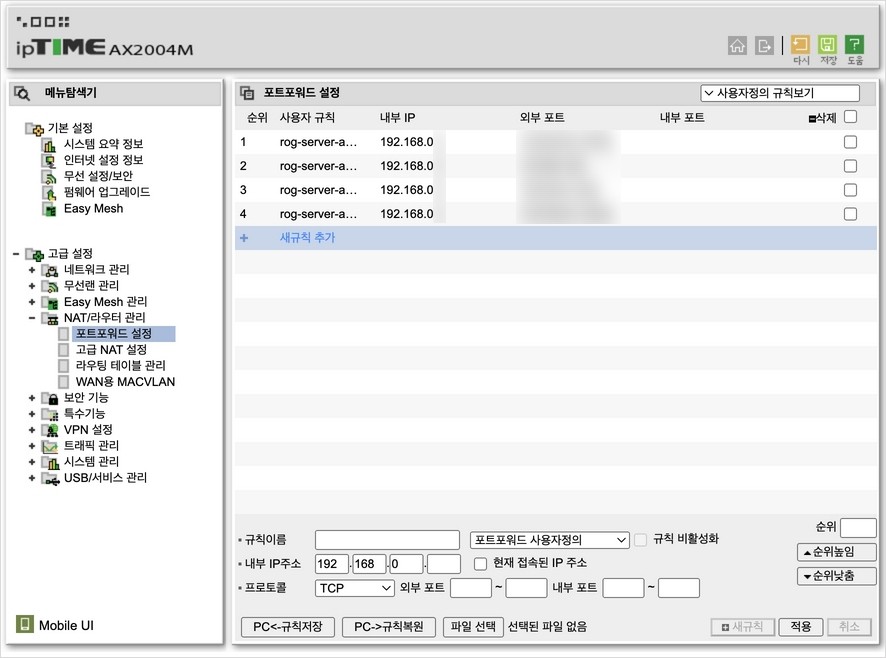 ipTIME AX2004M
다시 저장 도움
메뉴탐색기
기본 설정
시스템 요약 정보
인터넷 설정 정보
무선 설정/보안
펌웨어 업그레이드
Easy Mesh
고급 설정
네트워크 관리
무선랜 관리
Easy Mesh 관리
NAT/라우터 관리
포트포워드 설정
고급 NAT 설정
라우팅 테이블 관리
WAN용 MACVLAN
보안 기능
특수기능
VPN 설정
트래픽 관리
시스템 관리
USB/서비스 관리
Mobile UI
포트포워드 설정 사용자정의 규칙보기
순위 사용자 규칙 내부 IP 외부 포트 내부 포트 삭제
1 rog-server-a... 192.168.0
2 rog-server-a... 192.168.0
3 rog-server-a... 192.168.0
4 rog-server-a... 192.168.0
+ 새규칙 추가
순위
규칙이름 포트포워드 사용자정의 규칙 비활성화
▲순위높임
내부 IP주소 192 . 168 . 0 . 현재 접속된 IP 주소
▼순위낮춤
프로토콜 TCP 외부 포트 ~ 내부 포트 ~
PC<-규칙저장 PC->규칙복원 파일 선택 선택된 파일 없음 새규칙 적용 취소